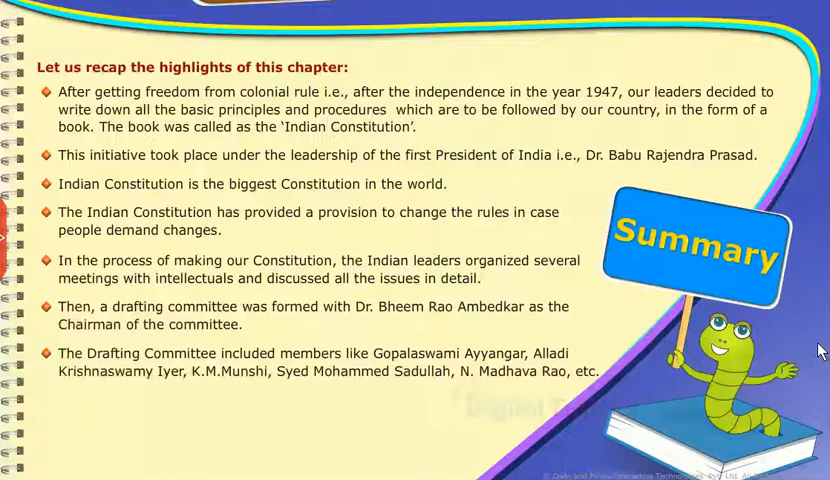 Let us recap the highlights of this chapter:
After getting freedom from colonial rule i.e., after the independence in the year 1947, our leaders decided to
write down all the basic principles and procedures which are to be followed by our country, in the form of a
book. The book was called as the ‘Indian Constitution’.
This initiative took place under the leadership of the first President of India i.e., Dr. Babu Rajendra Prasad.
Indian Constitution is the biggest Constitution in the world.
The Indian Constitution has provided a provision to change the rules in case
people demand changes.
In the process of making our Constitution, the Indian leaders organized several
meetings with intellectuals and discussed all the issues in detail.
Then, a drafting committee was formed with Dr. Bheem Rao Ambedkar as the
Chairman of the committee.
The Drafting Committee included members like Gopalaswami Ayyangar, Alladi
Krishnaswamy Iyer, K.M.Munshi, Syed Mohammed Sadullah, N. Madhava Rao, etc.
Summary